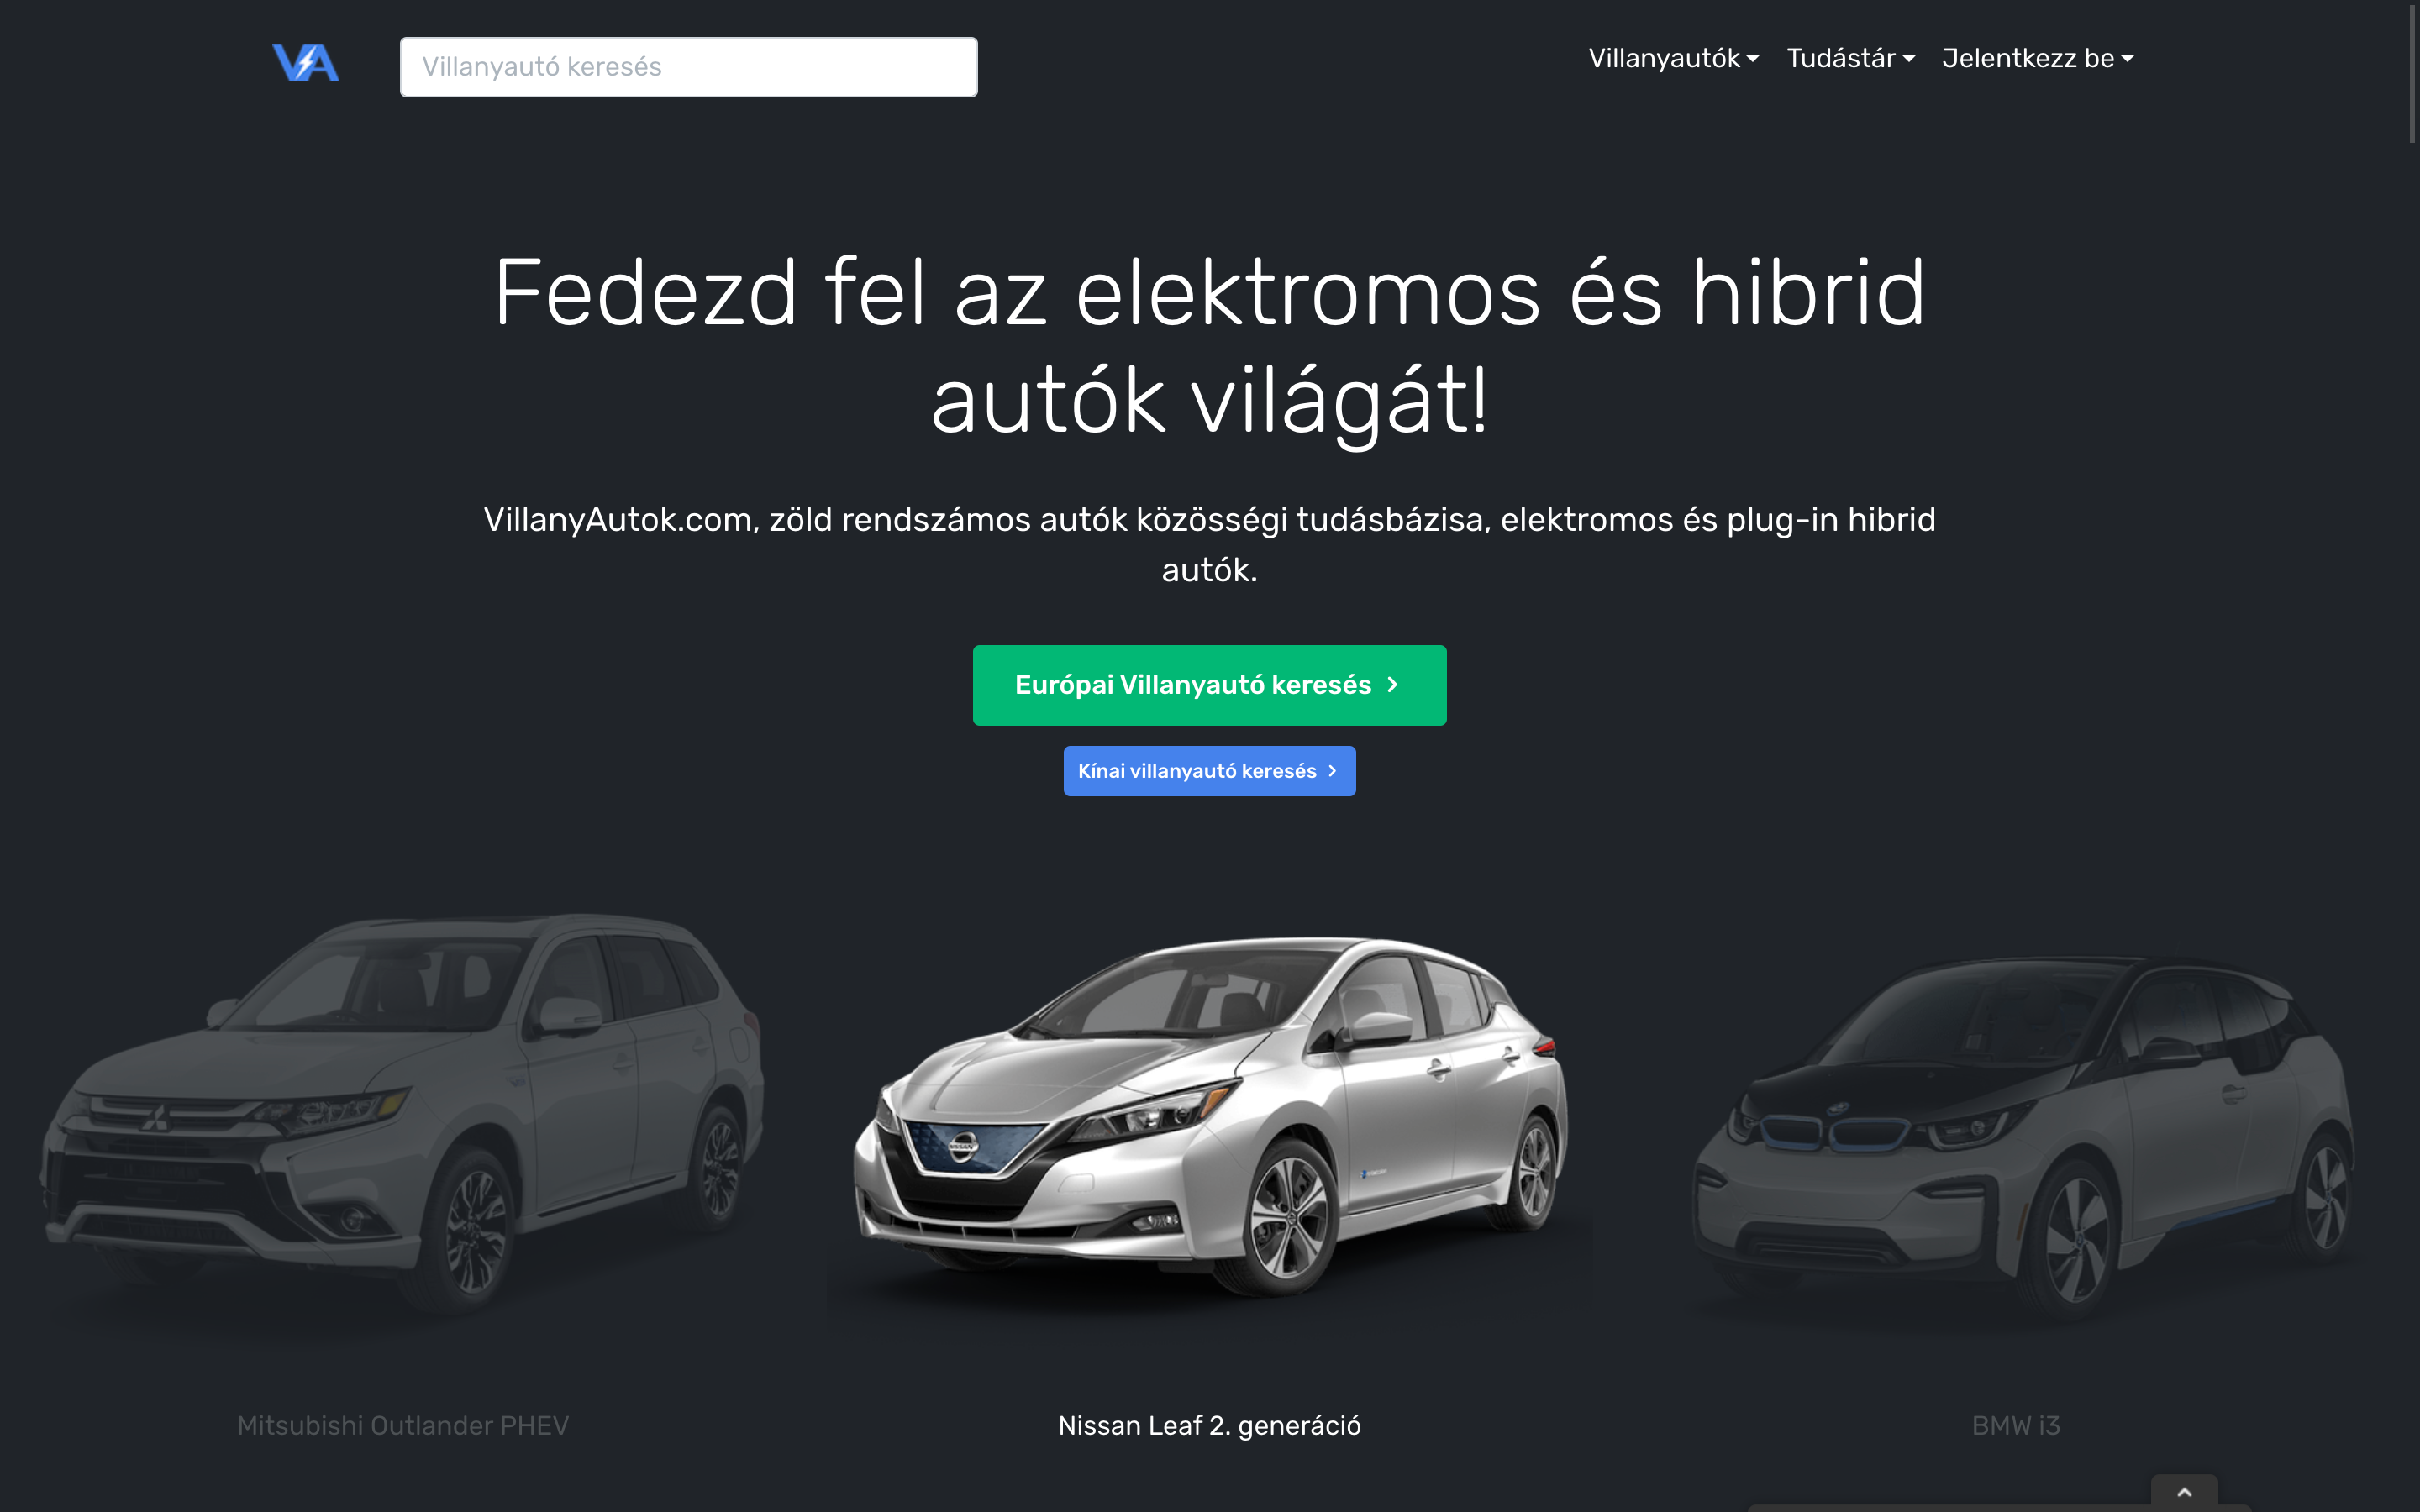 VA
Villanyautó keresés
Villanyautók
Tudástár
Jelentkezz be
Fedezd fel az elektromos és hibrid
autók világát!
VillanyAutok.com, zöld rendszámos autók közösségi tudásbázisa, elektromos és plug-in hibrid
autók.
Európai Villanyautó keresés
Kínai villanyautó keresés
NISSAN
Mitsubishi Outlander PHEV
Nissan Leaf 2. generáció
BMW i3